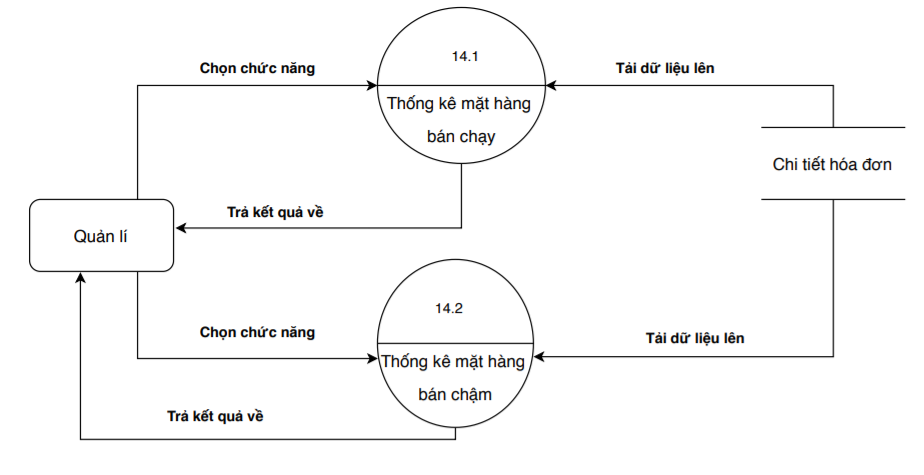 14.1
Chọn chức năng
Tải dữ liệu lên
Thống kê mặt hàng
bán chạy
Chi tiết hóa đơn
Trả kết quả về
Quản lí
14.2
Chọn chức năng
Tải dữ liệu lên
Thống kê mặt hàng
bán chậm
Trả kết quả về